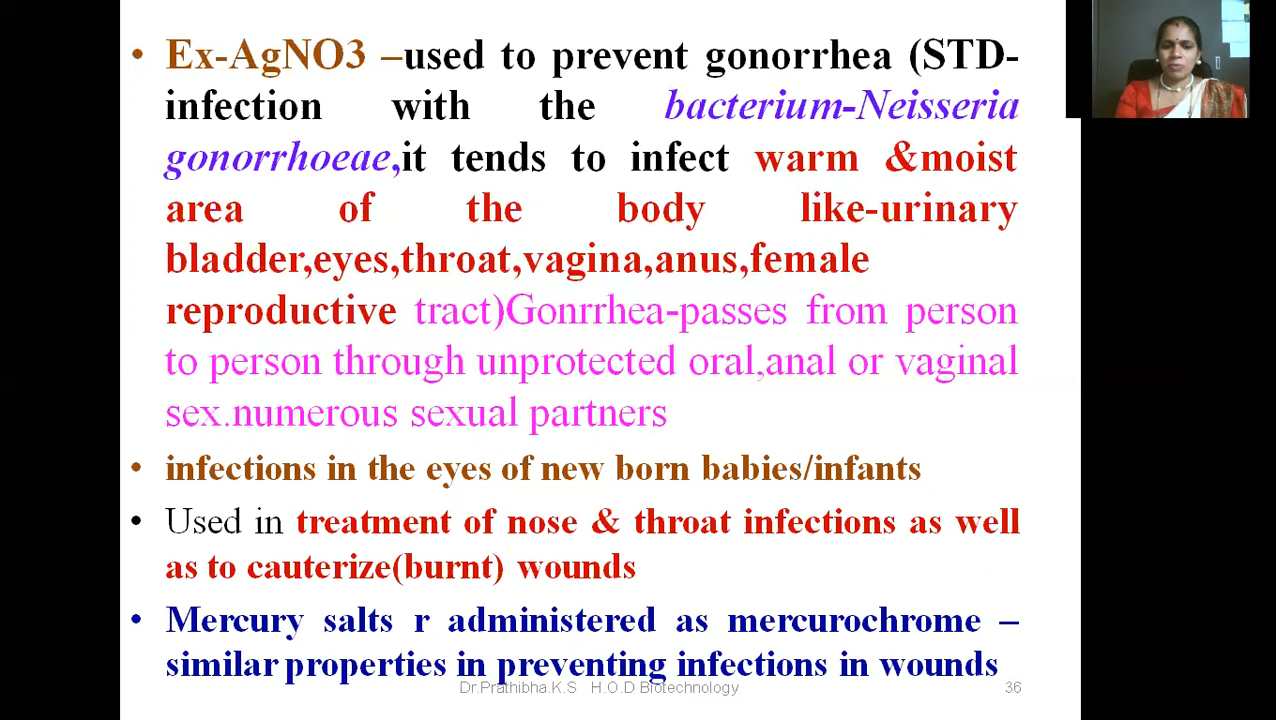 • Ex-AgNO3 –used to prevent gonorrhea (STD-
infection with the bacterium-Neisseria
gonorrhoeae,it tends to infect warm &moist
area of the body like-urinary
bladder,eyes,throat,vagina,anus,female
reproductive tract)Gonrrhea-passes from person
to person through unprotected oral,anal or vaginal
sex.numerous sexual partners
• infections in the eyes of new born babies/infants
• Used in treatment of nose & throat infections as well
as to cauterize(burnt) wounds
• Mercury salts r administered as mercurochrome –
similar properties in preventing infections in wounds
Dr.Prathibha.K.S H.O.D Biotechnology 36